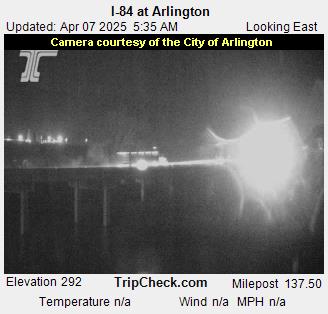 I-84 at Arlington
Updated: Apr 07 2025 5:35 AM Looking East
Camera courtesy of the City of Arlington
Elevation 292 TripCheck.com Milepost 137.50
Temperature n/a Wind n/a MPH n/a